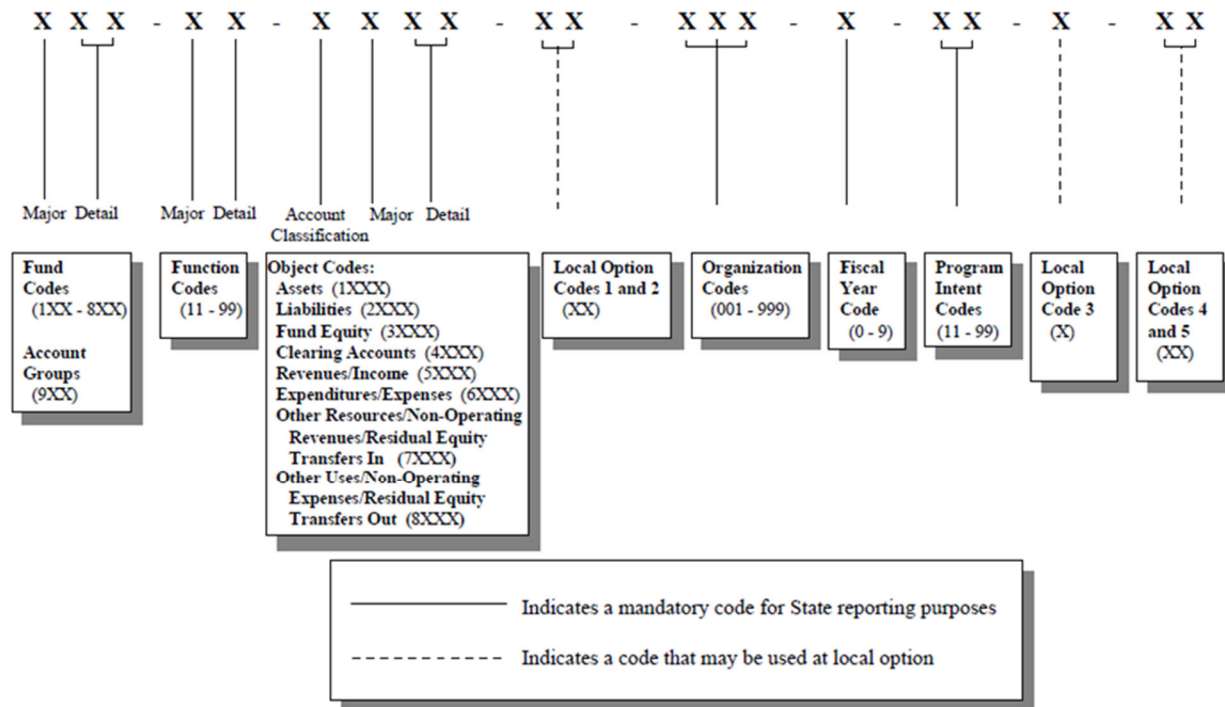 X X X - X X - X X X X - X X - X X X - X - X X - X - X X
Major Detail Major Detail Account Classification Major Detail
Fund
Codes
(1XX - 8XX)
Account
Groups
(9XX)
Function
Codes
(11 - 99)
Object Codes:
Assets (1XXX)
Liabilities (2XXX)
Fund Equity (3XXX)
Clearing Accounts (4XXX)
Revenues/Income (5XXX)
Expenditures/Expenses (6XXX)
Other Resources/Non-Operating
Revenues/Residual Equity
Transfers In (7XXX)
Other Uses/Non-Operating
Expenses/Residual Equity
Transfers Out (8XXX)
Local Option
Codes 1 and 2
(XX)
Organization
Codes
(001 - 999)
Fiscal
Year
Code
(0 - 9)
Program
Intent
Codes
(11 - 99)
Local
Option
Code 3
(X)
Local
Option
Codes 4
and 5
(XX)
Indicates a mandatory code for State reporting purposes
Indicates a code that may be used at local option